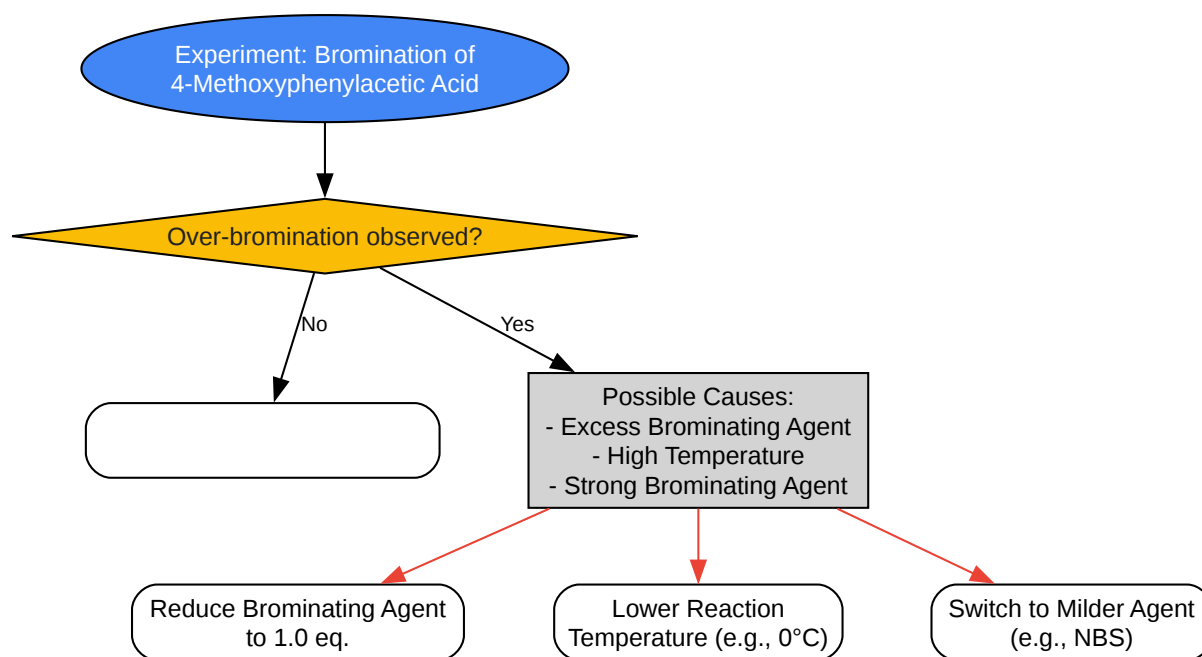 Experiment: Bromination of
4-Methoxyphenylacetic Acid
Over-bromination observed?
No
Yes
Possible Causes:
- Excess Brominating Agent
- High Temperature
- Strong Brominating Agent
Reduce Brominating Agent
to 1.0 eq.
Lower Reaction
Temperature (e.g., 0°C)
Switch to Milder Agent
(e.g., NBS)